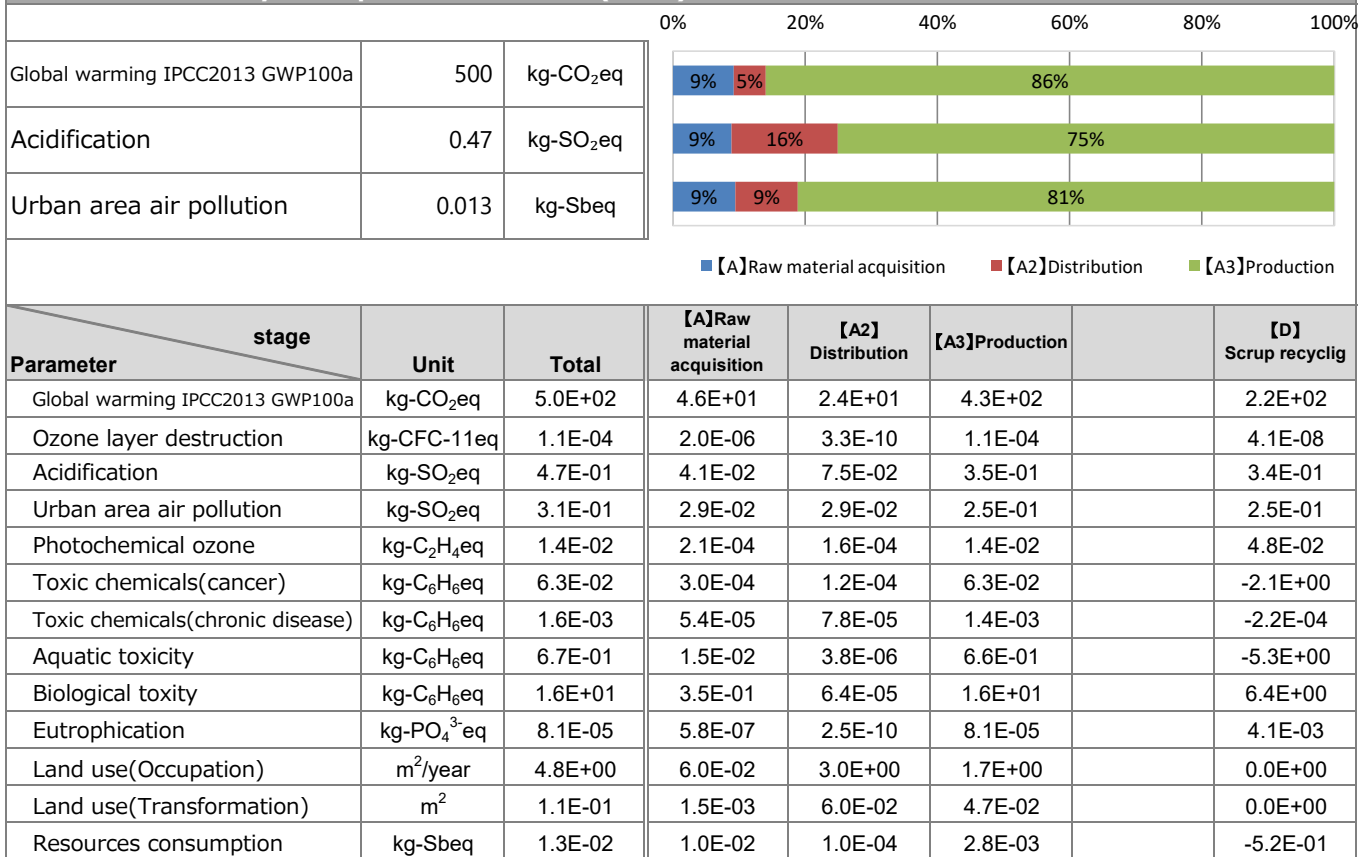 0% 20% 40% 60% 80% 100%
Global warming IPCC2013 GWP100a 500 kg-CO₂eq 9% 5% 86%
Acidification 0.47 kg-SO₂eq 9% 16% 75%
Urban area air pollution 0.013 kg-Sbeq 9% 9% 81%
【A】Raw material acquisition 【A2】Distribution 【A3】Production
stage
Parameter Unit Total 【A】Raw material acquisition 【A2】Distribution 【A3】Production 【D】Scrup recyclig
Global warming IPCC2013 GWP100a kg-CO₂eq 5.0E+02 4.6E+01 2.4E+01 4.3E+02 2.2E+02
Ozone layer destruction kg-CFC-11eq 1.1E-04 2.0E-06 3.3E-10 1.1E-04 4.1E-08
Acidification kg-SO₂eq 4.7E-01 4.1E-02 7.5E-02 3.5E-01 3.4E-01
Urban area air pollution kg-SO₂eq 3.1E-01 2.9E-02 2.9E-02 2.5E-01 2.5E-01
Photochemical ozone kg-C₂H₄eq 1.4E-02 2.1E-04 1.6E-04 1.4E-02 4.8E-02
Toxic chemicals(cancer) kg-C₆H₆eq 6.3E-02 3.0E-04 1.2E-04 6.3E-02 -2.1E+00
Toxic chemicals(chronic disease) kg-C₆H₆eq 1.6E-03 5.4E-05 7.8E-05 1.4E-03 -2.2E-04
Aquatic toxicity kg-C₆H₆eq 6.7E-01 1.5E-02 3.8E-06 6.6E-01 -5.3E+00
Biological toxity kg-C₆H₆eq 1.6E+01 3.5E-01 6.4E-05 1.6E+01 6.4E+00
Eutrophication kg-PO₄³⁻eq 8.1E-05 5.8E-07 2.5E-10 8.1E-05 4.1E-03
Land use(Occupation) m²/year 4.8E+00 6.0E-02 3.0E+00 1.7E+00 0.0E+00
Land use(Transformation) m² 1.1E-01 1.5E-03 6.0E-02 4.7E-02 0.0E+00
Resources consumption kg-Sbeq 1.3E-02 1.0E-02 1.0E-04 2.8E-03 -5.2E-01